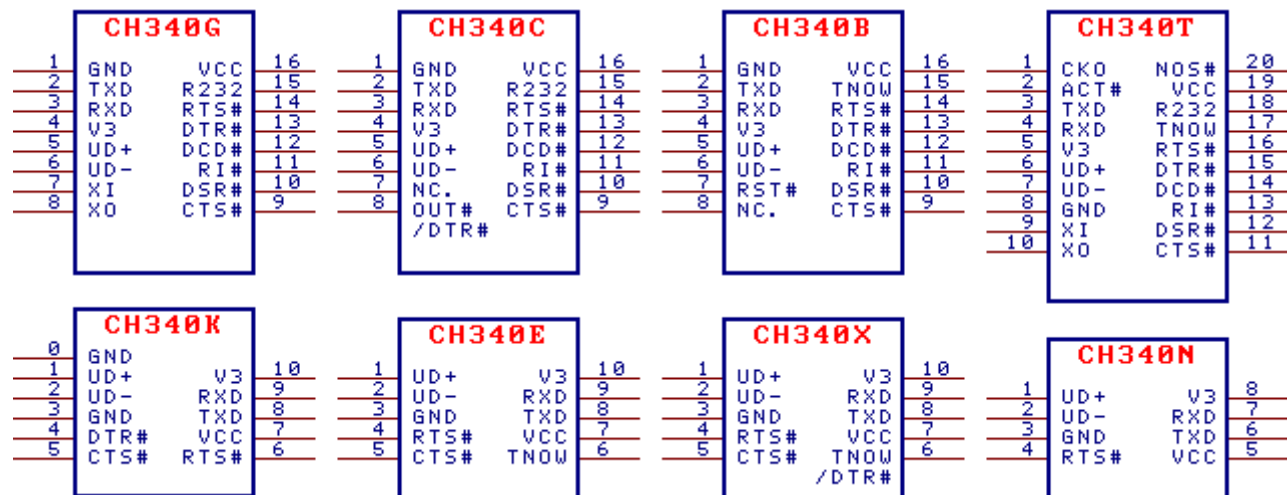 CH340G
1 GND VCC 16
2 TXD R232 15
3 RXD RTS# 14
4 V3 DTR# 13
5 UD+ DCD# 12
6 UD- RI# 11
7 XI DSR# 10
8 XO CTS# 9
CH340C
1 GND VCC 16
2 TXD R232 15
3 RXD RTS# 14
4 V3 DTR# 13
5 UD+ DCD# 12
6 UD- RI# 11
7 NC. DSR# 10
8 OUT# CTS# 9
/DTR#
CH340B
1 GND VCC 16
2 TXD TNOW 15
3 RXD RTS# 14
4 V3 DTR# 13
5 UD+ DCD# 12
6 UD- RI# 11
7 RST# DSR# 10
8 NC. CTS# 9
CH340T
1 CKO NOS# 20
2 ACT# VCC 19
3 TXD R232 18
4 RXD TNOW 17
5 V3 RTS# 16
6 UD+ DTR# 15
7 UD- DCD# 14
8 GND RI# 13
9 XI DSR# 12
10 XO CTS# 11
CH340K
0 GND
1 UD+ V3 10
2 UD- RXD 9
3 GND TXD 8
4 DTR# VCC 7
5 CTS# RTS# 6
CH340E
1 UD+ V3 10
2 UD- RXD 9
3 GND TXD 8
4 RTS# VCC 7
5 CTS# TNOW 6
CH340X
1 UD+ V3 10
2 UD- RXD 9
3 GND TXD 8
4 RTS# VCC 7
5 CTS# TNOW 6
/DTR#
CH340N
1 UD+ V3 8
2 UD- RXD 7
3 GND TXD 6
4 RTS# VCC 5